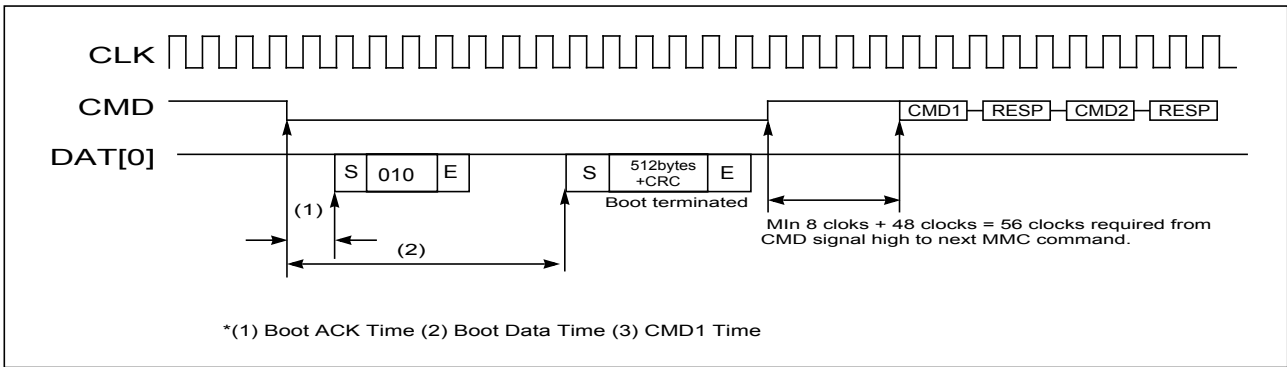 CLK
CMD
CMD1 RESP CMD2 RESP
DAT[0]
S 010 E
S 512bytes +CRC E
Boot terminated
(1)
(2)
MIn 8 cloks + 48 clocks = 56 clocks required from
CMD signal high to next MMC command.
*(1) Boot ACK Time (2) Boot Data Time (3) CMD1 Time